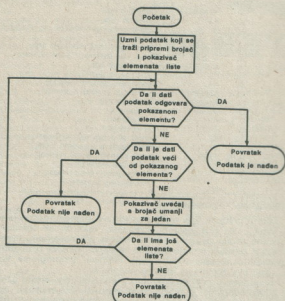 Početak
Uzmi podatak koji se
traži pripremi brojač
i pokazivač
elemenata liste
Da li dati
podatak odgovara
pokazanom
elementu?
DA
NE
Povratak
Podatak je nađen
Da li je dati
podatak veći
od pokazanog
elementa?
DA
NE
Povratak
Podatak nije nađen
Pokazivač uvećaj
a brojač umanji
za jedan
Da li ima još
elemenata
liste?
DA
NE
Povratak
Podatak nije nađen